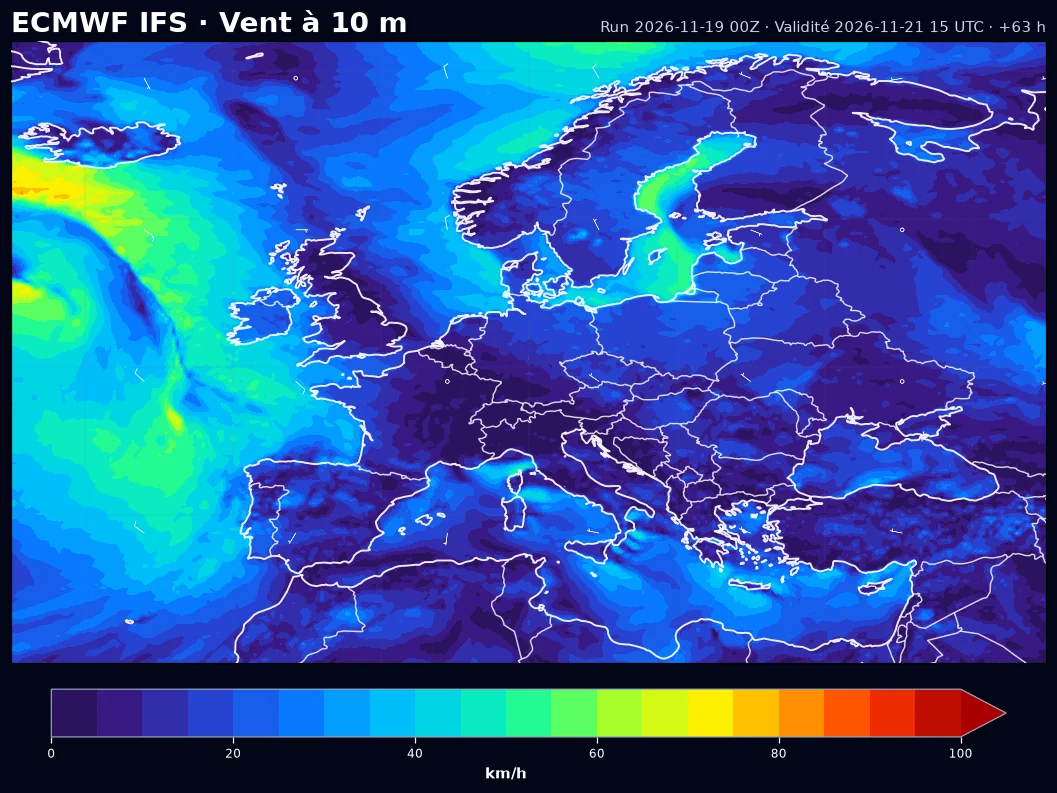 ECMWF IFS · Vent à 10 m
Run 2026-11-19 00Z · Validité 2026-11-21 15 UTC · +63 h
0 20 40 60 80 100
km/h